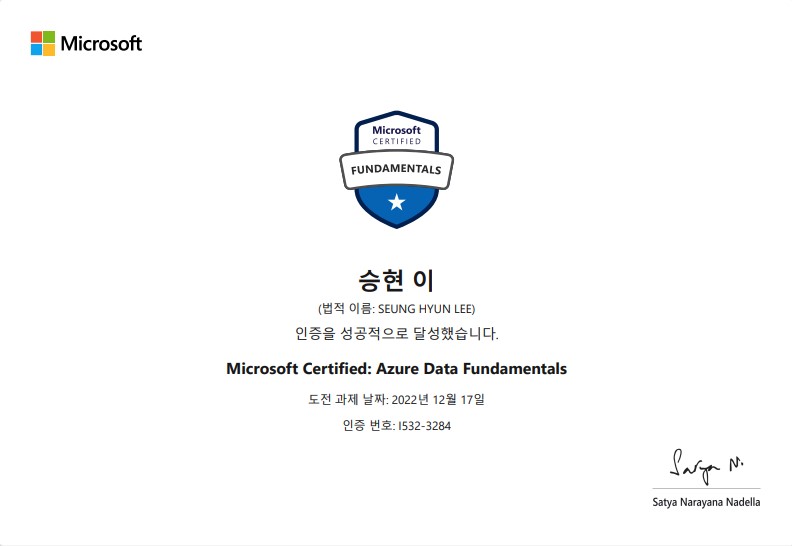 Microsoft
Microsoft
CERTIFIED
FUNDAMENTALS
승현 이
(법적 이름: SEUNG HYUN LEE)
인증을 성공적으로 달성했습니다.
Microsoft Certified: Azure Data Fundamentals
도전 과제 날짜: 2022년 12월 17일
인증 번호: I532-3284
Satya N.
Satya Narayana Nadella